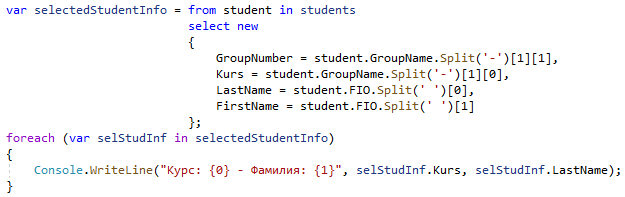 var selectedStudentInfo = from student in students
select new
{
GroupNumber = student.GroupName.Split('-')[1][1],
Kurs = student.GroupName.Split('-')[1][0],
LastName = student.FIO.Split(' ')[0],
FirstName = student.FIO.Split(' ')[1]
};
foreach (var selStudInf in selectedStudentInfo)
{
Console.WriteLine("Курс: {0} - Фамилия: {1}", selStudInf.Kurs, selStudInf.LastName);
}